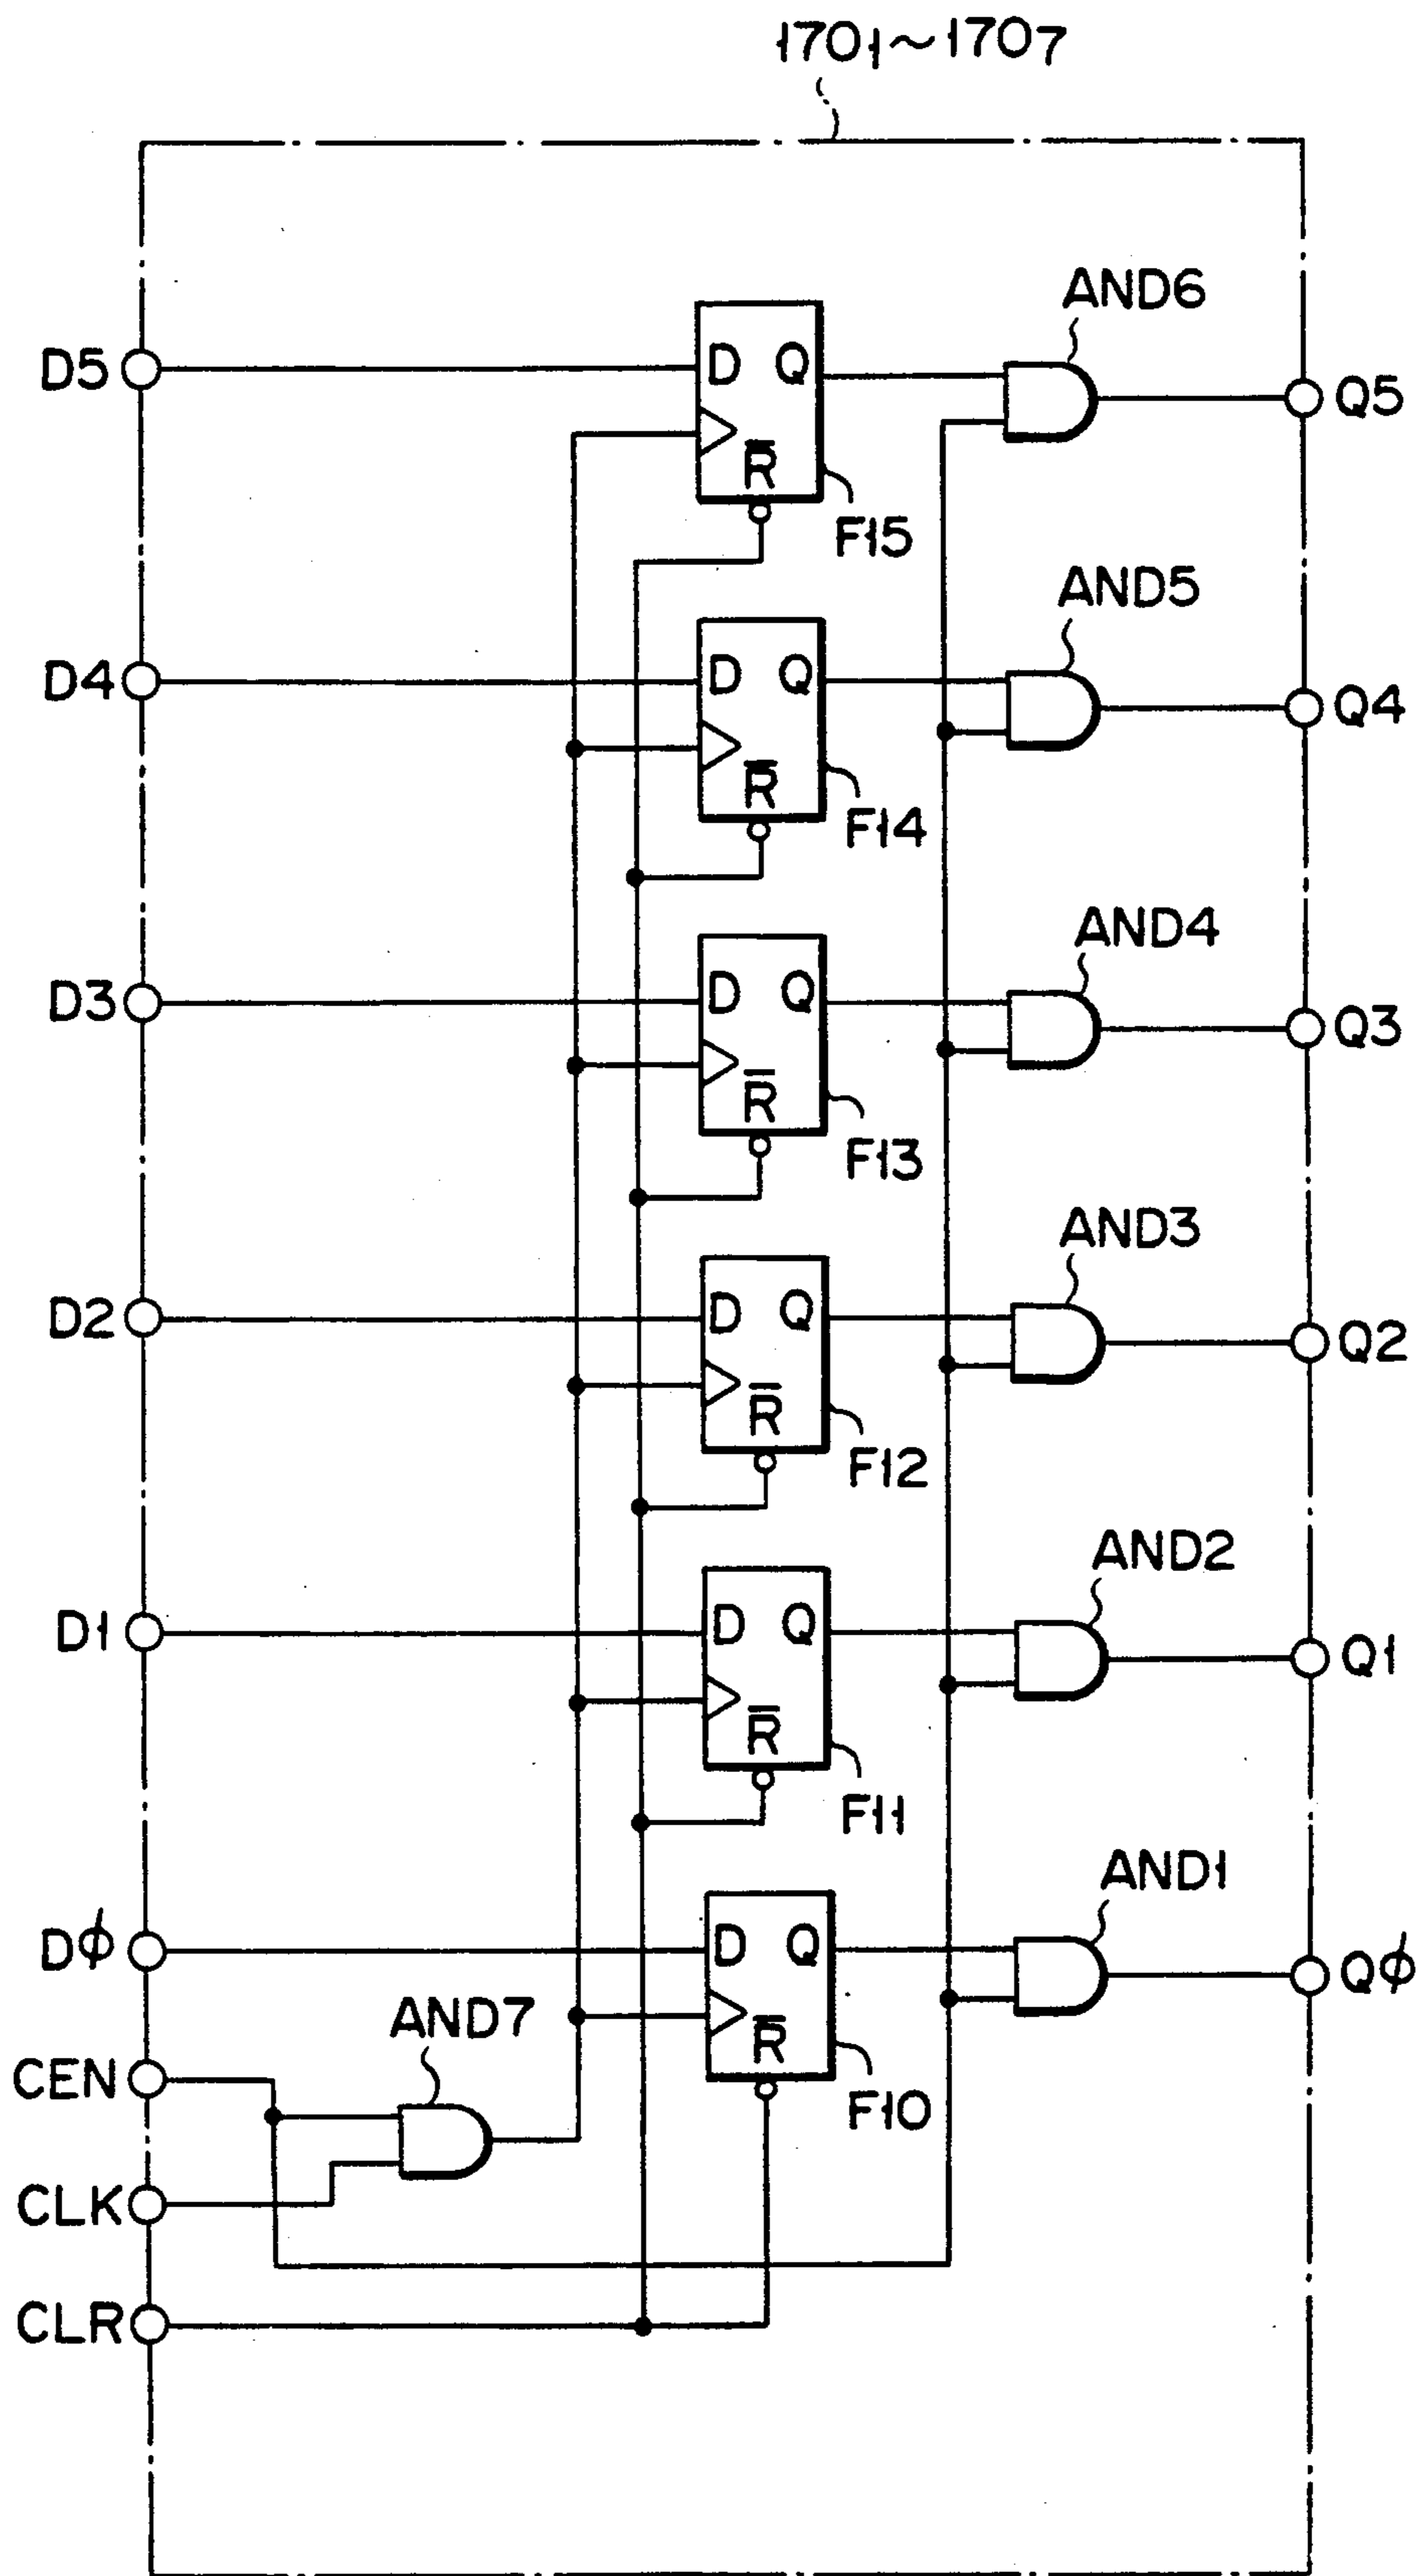 170₁~170₇
AND6
D5
D Q
Q5
R̅
F15
AND5
D4
D Q
Q4
R̅
F14
AND4
D3
D Q
Q3
R̅
F13
AND3
D2
D Q
Q2
R̅
F12
AND2
D1
D Q
Q1
R̅
F11
AND1
Dϕ
D Q
Qϕ
AND7
R̅
CEN
F10
CLK
CLR